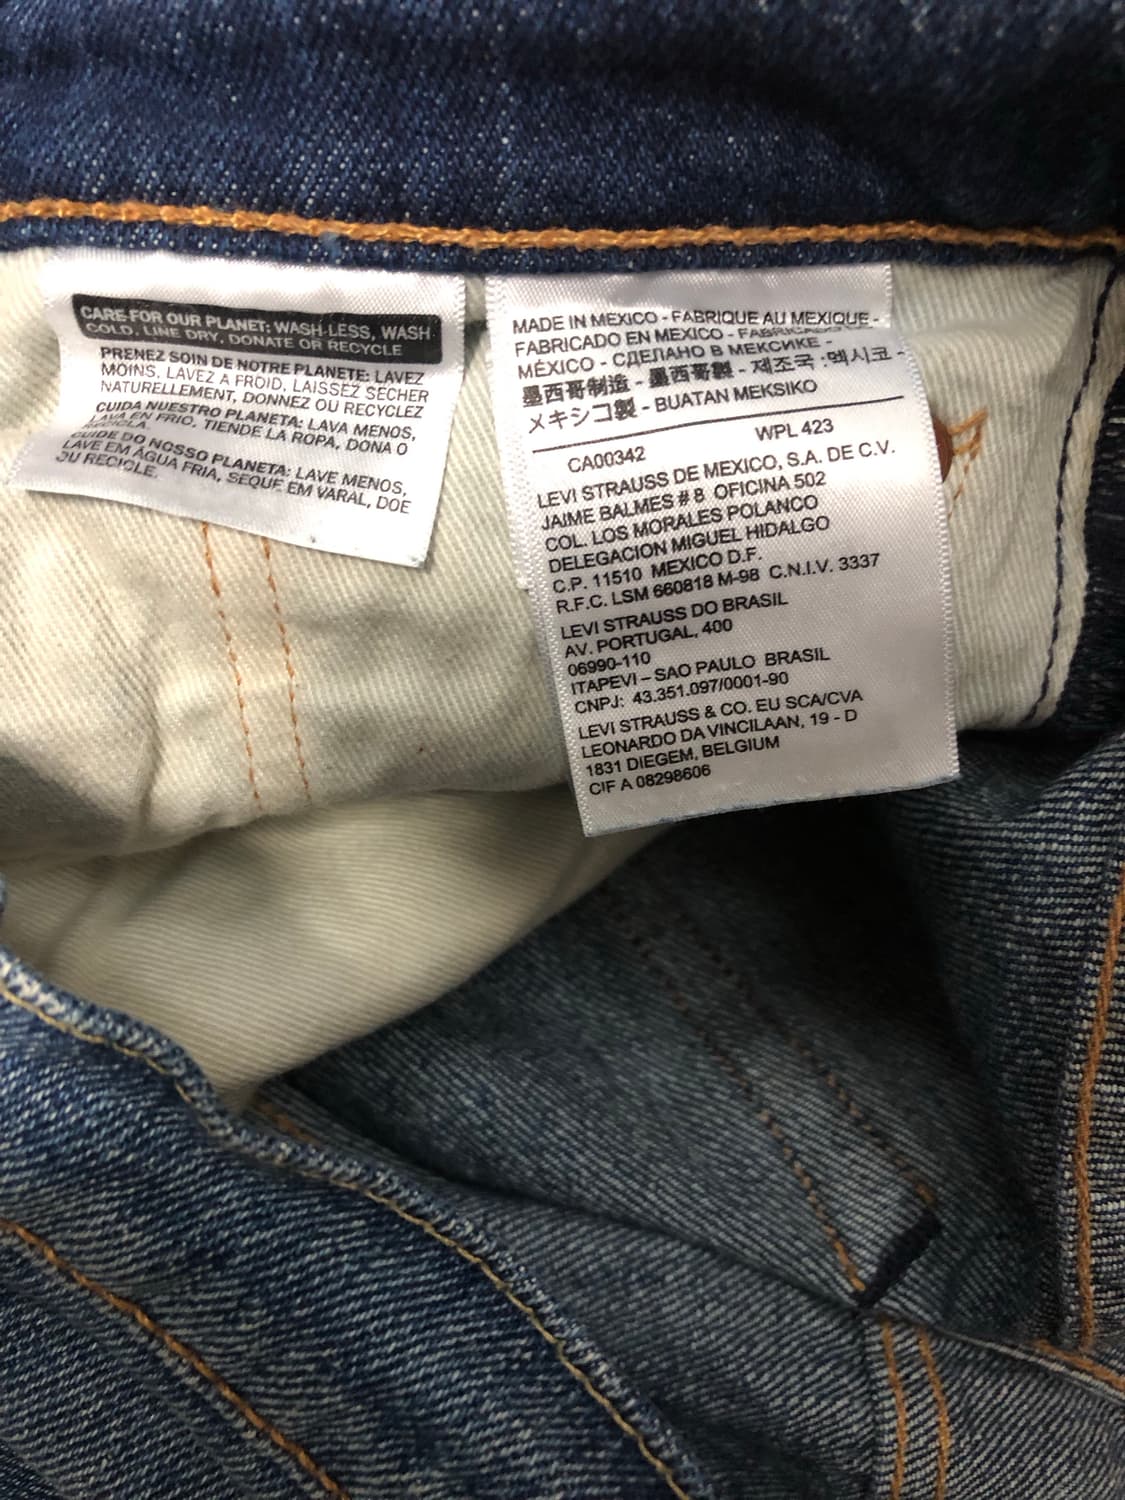 CARE FOR OUR PLANET: WASH LESS, WASH
COLD, LINE DRY, DONATE OR RECYCLE
PRENEZ SOIN DE NOTRE PLANETE: LAVEZ
MOINS, LAVEZ A FROID, LAISSEZ SECHER
NATURELLEMENT, DONNEZ OU RECYCLEZ
CUIDA NUESTRO PLANETA: LAVA MENOS,
LAVA EN FRIO, TIENDE LA ROPA, DONA O
RECICLA.
CUIDE DO NOSSO PLANETA: LAVE MENOS,
LAVE EM ÁGUA FRIA, SEQUE EM VARAL, DOE
OU RECICLE.
MADE IN MEXICO - FABRIQUE AU MEXIQUE -
FABRICADO EN MEXICO - FABRICADO EN
MÉXICO - СДЕЛАНО В МЕКСИКЕ -
墨西哥制造 - 墨西哥製 - 제조국 :멕시코 -
メキシコ製 - BUATAN MEKSIKO
CA00342 WPL 423
LEVI STRAUSS DE MEXICO, S.A. DE C.V.
JAIME BALMES # 8 OFICINA 502
COL. LOS MORALES POLANCO
DELEGACION MIGUEL HIDALGO
C.P. 11510 MEXICO D.F.
R.F.C. LSM 660818 M-98 C.N.I.V. 3337
LEVI STRAUSS DO BRASIL
AV. PORTUGAL, 400
06990-110
ITAPEVI – SAO PAULO BRASIL
CNPJ: 43.351.097/0001-90
LEVI STRAUSS & CO. EU SCA/CVA
LEONARDO DA VINCILAAN, 19 - D
1831 DIEGEM, BELGIUM
CIF A 08298606